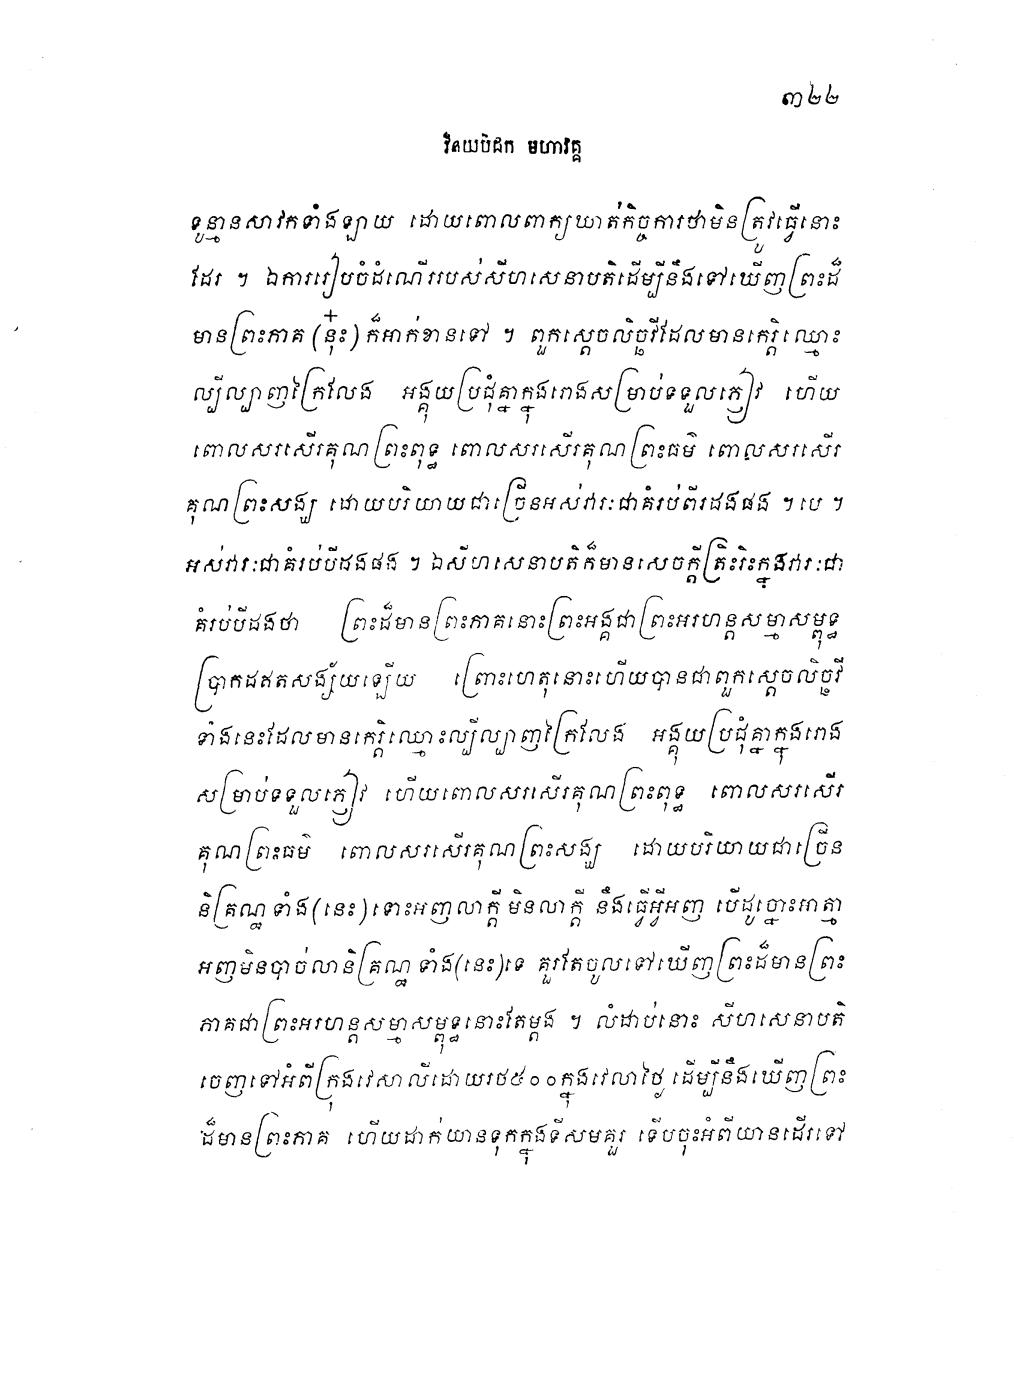 ៣២២
វិនយបិដក មហាវគ្គ
ទូន្មានសាវកទាំងឡាយ ដោយពោលពាក្យឃាត់កិច្ចការថាមិនត្រូវធ្វើនោះ
ដែរ ។ ឯការរៀបចំដំណើររបស់សីហសេនាបតិដើម្បីនឹងទៅឃើញព្រះដ៏
មានព្រះភាគ (នុ៎ះ) ក៏អាក់ខានទៅ ។ ពួកស្តេចលិច្ឆវីដែលមានកេរ្តិ៍ឈ្មោះ
ល្បីល្បាញក្រៃលែង អង្គុយប្រជុំគ្នាក្នុងរោងសម្រាប់ទទួលភ្ញៀវ ហើយ
ពោលសរសើរគុណព្រះពុទ្ធ ពោលសរសើរគុណព្រះធម៌ ពោលសរសើរ
គុណព្រះសង្ឃ ដោយបរិយាយជាច្រើនអស់វារៈជាគំរប់ពីរដងផង ។ បេ ។
អស់វារៈជាគំរប់បីដងផង ។ ឯសីហសេនាបតិក៏មានសេចក្តីត្រិះរិះក្នុងវារៈជា
គំរប់បីដងថា ព្រះដ៏មានព្រះភាគនោះព្រះអង្គជាព្រះអរហន្តសម្មាសម្ពុទ្ធ
ប្រាកដឥតសង្ស័យឡើយ ព្រោះហេតុនោះហើយបានជាពួកស្តេចលិច្ឆវី
ទាំងនេះដែលមានកេរ្តិ៍ឈ្មោះល្បីល្បាញក្រៃលែង អង្គុយប្រជុំគ្នាក្នុងរោង
សម្រាប់ទទួលភ្ញៀវ ហើយពោលសរសើរគុណព្រះពុទ្ធ ពោលសរសើរ
គុណព្រះធម៌ ពោលសរសើរគុណព្រះសង្ឃ ដោយបរិយាយជាច្រើន
និគ្រណ្ឋទាំង(នេះ)ទោះអញលាក្តី មិនលាក្តី នឹងធ្វើអ្វីអញ បើដូច្នោះអាត្មា
អញមិនបាច់លានិគ្រណ្ឋទាំង(នេះ)ទេ គួរតែចូលទៅឃើញព្រះដ៏មានព្រះ
ភាគជាព្រះអរហន្តសម្មាសម្ពុទ្ធនោះតែម្តង ។ លំដាប់នោះ សីហសេនាបតិ
ចេញទៅអំពីក្រុងវេសាលីដោយរថ៥០០ក្នុងវេលាថ្ងៃ ដើម្បីនឹងឃើញព្រះ
ដ៏មានព្រះភាគ ហើយដាក់យានទុកក្នុងទីសមគួរ ទើបចុះអំពីយានដើរទៅ